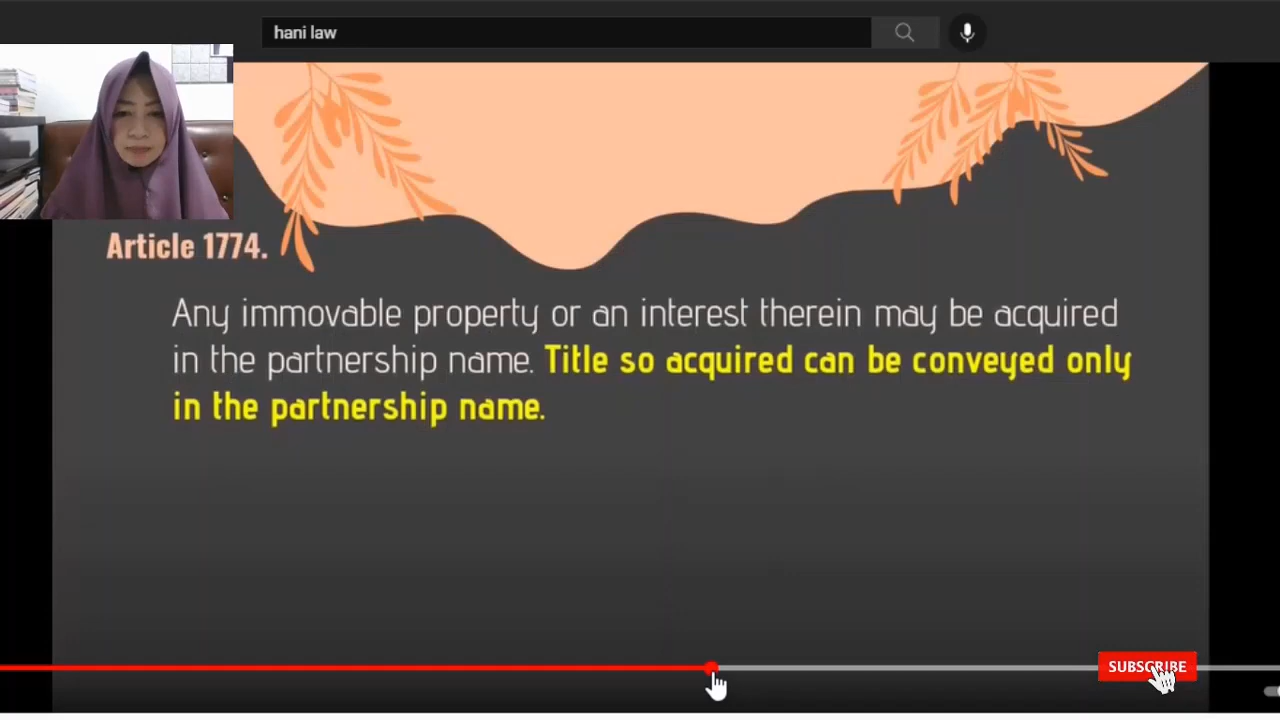 hani law
Article 1774.
Any immovable property or an interest therein may be acquired
in the partnership name. Title so acquired can be conveyed only
in the partnership name.
SUBSCRIBE